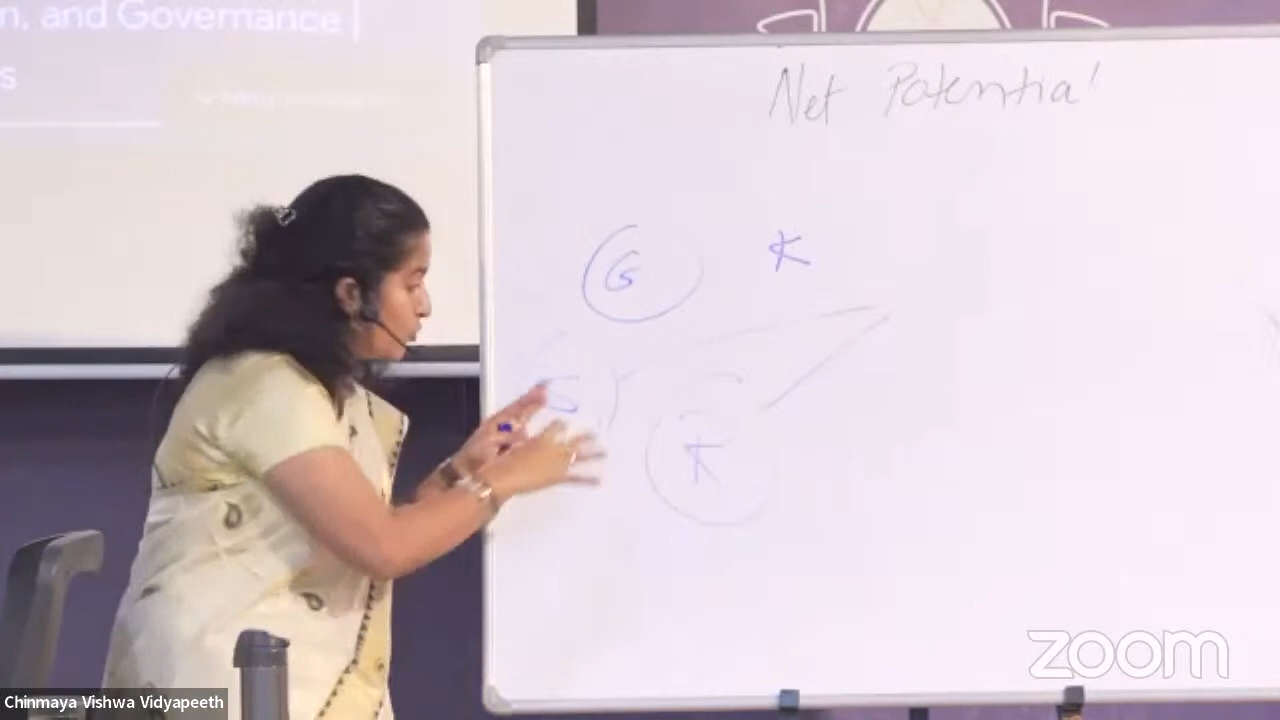 n, and Governance
s
Net Potential
G K
G
K
zoom
Chinmaya Vishwa Vidyapeeth